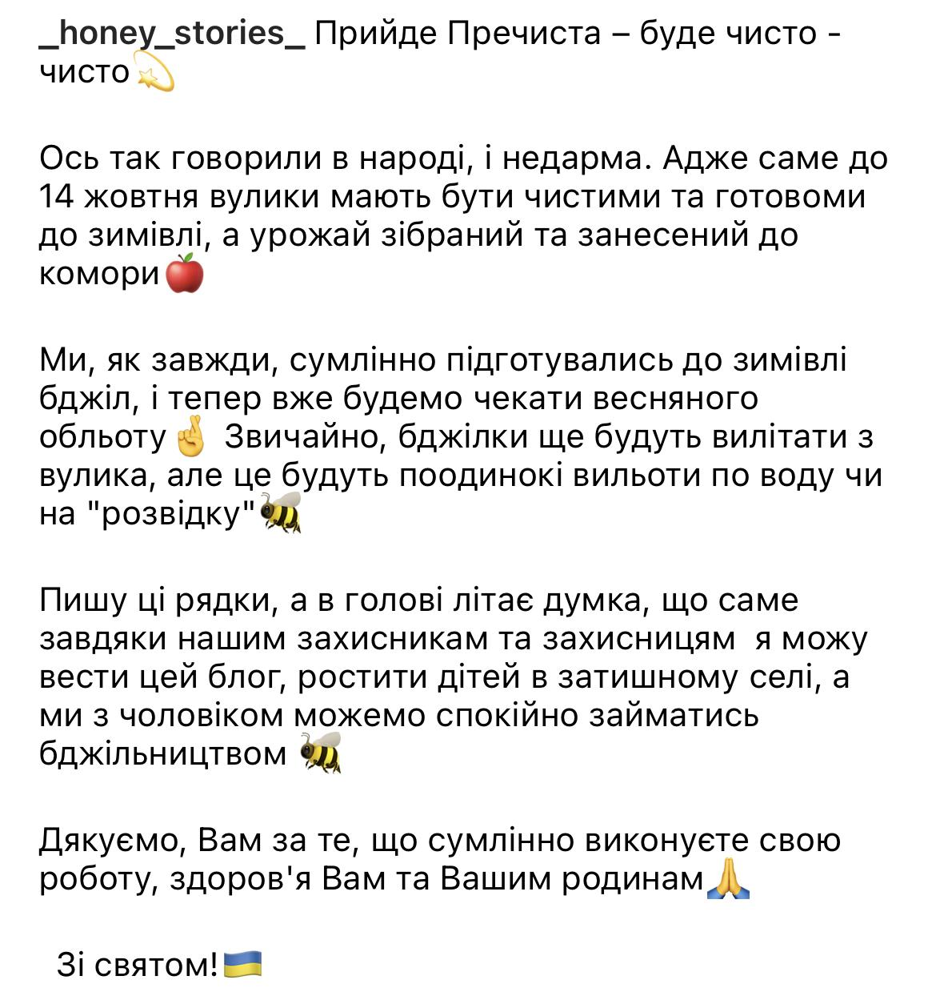 _honey_stories_ Прийде Пречиста – буде чисто -
чисто💫
Ось так говорили в народі, і недарма. Адже саме до
14 жовтня вулики мають бути чистими та готовоми
до зимівлі, а урожай зібраний та занесений до
комори🍎
Ми, як завжди, сумлінно підготувались до зимівлі
бджіл, і тепер вже будемо чекати весняного
обльоту🤞 Звичайно, бджілки ще будуть вилітати з
вулика, але це будуть поодинокі вильоти по воду чи
на "розвідку"🐝
Пишу ці рядки, а в голові літає думка, що саме
завдяки нашим захисникам та захисницям  я можу
вести цей блог, ростити дітей в затишному селі, а
ми з чоловіком можемо спокійно займатись
бджільництвом 🐝
Дякуємо, Вам за те, що сумлінно виконуєте свою
роботу, здоров'я Вам та Вашим родинам🙏
Зі святом!🇺🇦